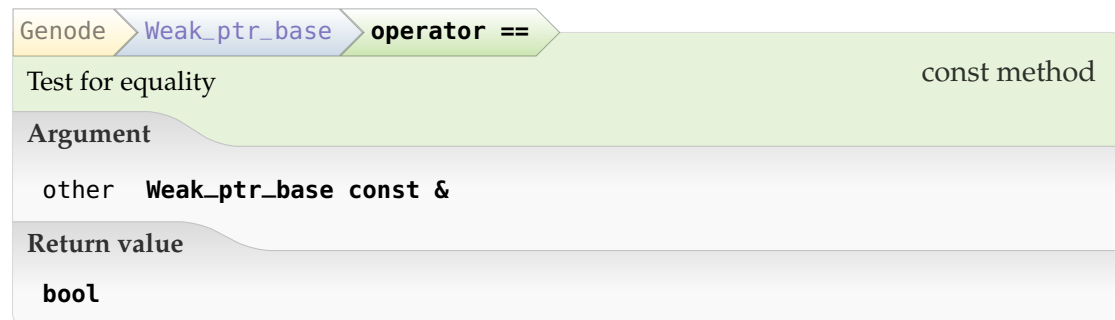 Genode Weak_ptr_base operator ==
Test for equality const method
Argument
other Weak_ptr_base const &
Return value
bool